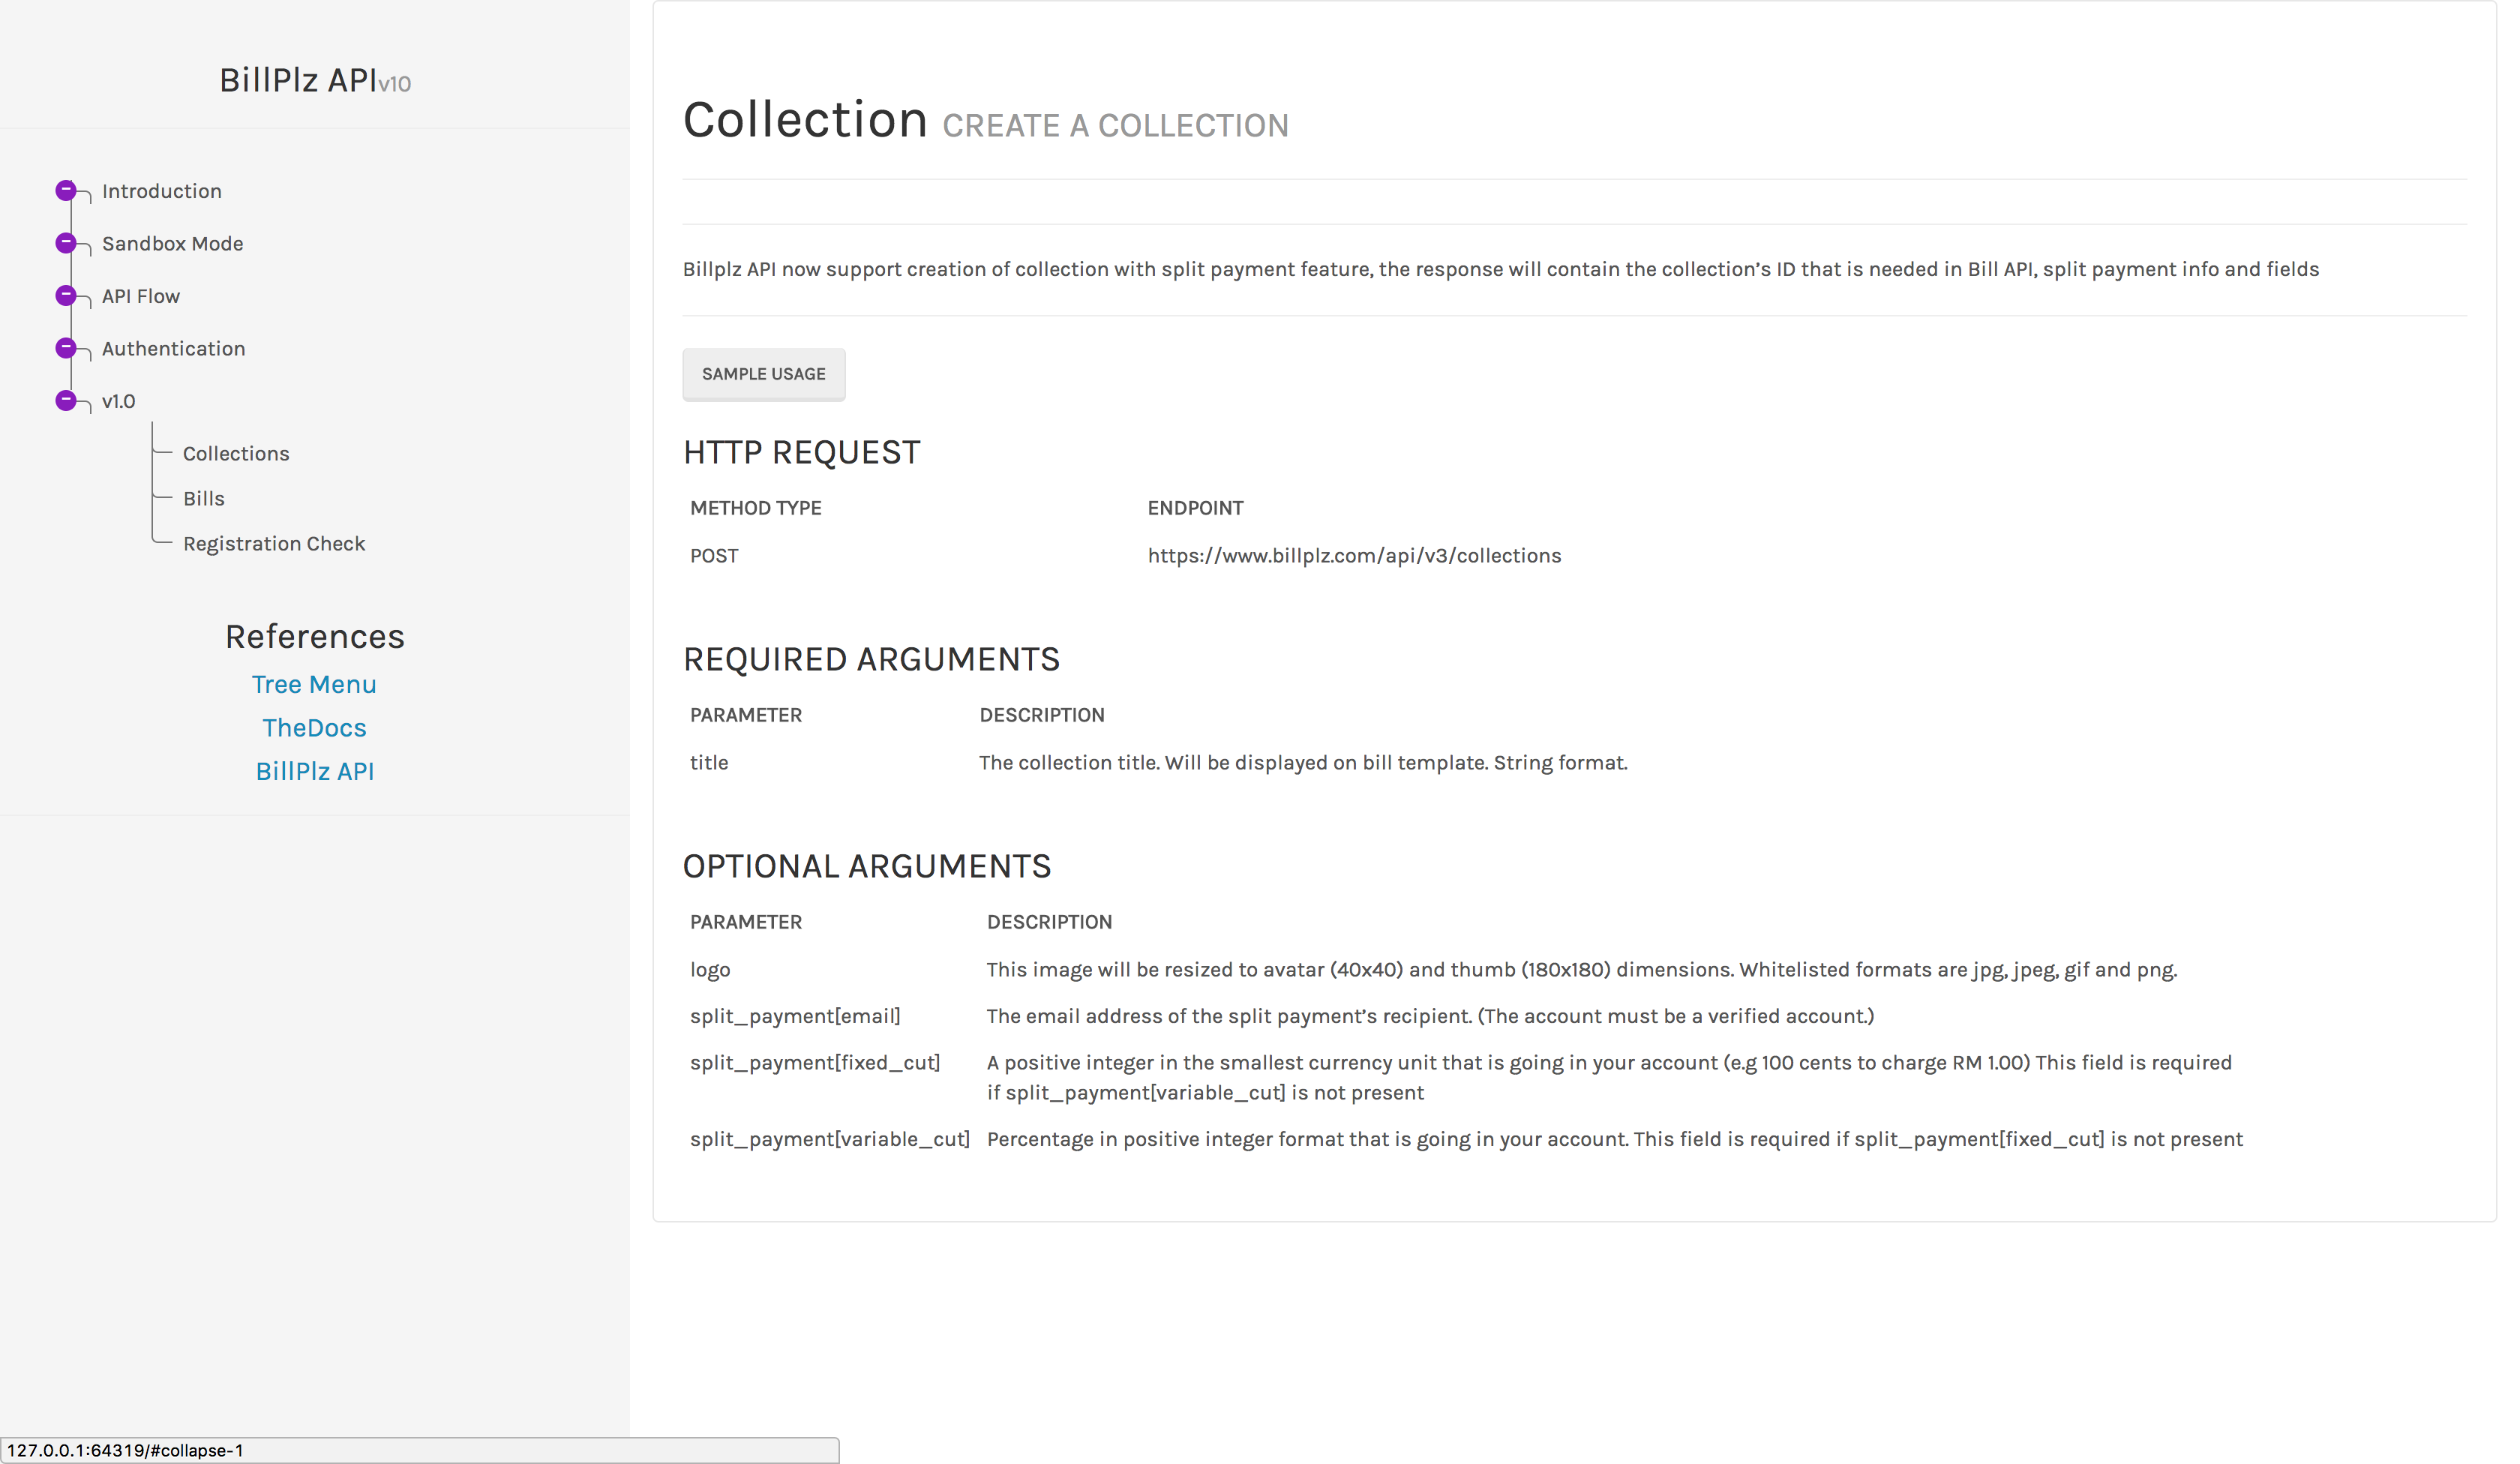 BillPlz APIv10
Introduction
Sandbox Mode
API Flow
Authentication
v1.0
Collections
Bills
Registration Check
References
Tree Menu
TheDocs
BillPlz API
Collection CREATE A COLLECTION
Billplz API now support creation of collection with split payment feature, the response will contain the collection’s ID that is needed in Bill API, split payment info and fields
SAMPLE USAGE
HTTP REQUEST
METHOD TYPE ENDPOINT
POST https://www.billplz.com/api/v3/collections
REQUIRED ARGUMENTS
PARAMETER DESCRIPTION
title The collection title. Will be displayed on bill template. String format.
OPTIONAL ARGUMENTS
PARAMETER DESCRIPTION
logo This image will be resized to avatar (40x40) and thumb (180x180) dimensions. Whitelisted formats are jpg, jpeg, gif and png.
split_payment[email] The email address of the split payment’s recipient. (The account must be a verified account.)
split_payment[fixed_cut] A positive integer in the smallest currency unit that is going in your account (e.g 100 cents to charge RM 1.00) This field is required
if split_payment[variable_cut] is not present
split_payment[variable_cut] Percentage in positive integer format that is going in your account. This field is required if split_payment[fixed_cut] is not present
127.0.0.1:64319/#collapse-1